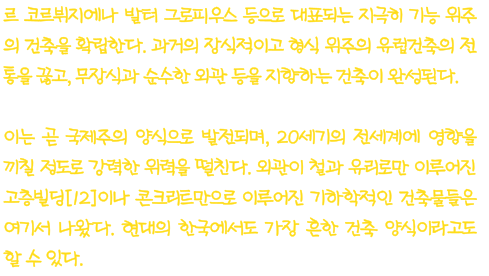 르 코르뷔지에나 발터 그로피우스 등으로 대표되는 지극히 기능 위주
의 건축을 확립한다. 과거의 장식적이고 형식 위주의 유럽건축의 전
통을 끊고, 무장식과 순수한 외관 등을 지향하는 건축이 완성된다.
이는 곧 국제주의 양식으로 발전되며, 20세기의 전세계에 영향을
끼칠 정도로 강력한 위력을 떨친다. 외관이 철과 유리로만 이루어진
고층빌딩[12]이나 콘크리트만으로 이루어진 기하학적인 건축물들은
여기서 나왔다. 현대의 한국에서도 가장 흔한 건축 양식이라고도
할 수 있다.